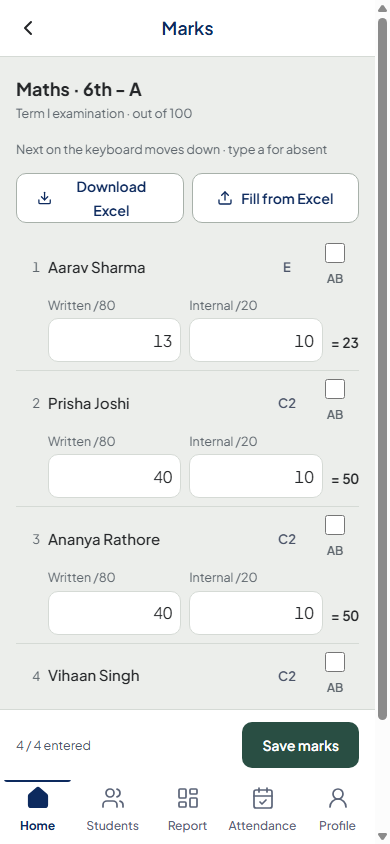 Marks
Maths · 6th - A
Term I examination · out of 100
Next on the keyboard moves down · type a for absent
Download
Excel
Fill from Excel
1 Aarav Sharma E
AB
Written /80 Internal /20
13 10 = 23
2 Prisha Joshi C2
AB
Written /80 Internal /20
40 10 = 50
3 Ananya Rathore C2
AB
Written /80 Internal /20
40 10 = 50
4 Vihaan Singh C2
AB
4 / 4 entered Save marks
Home Students Report Attendance Profile